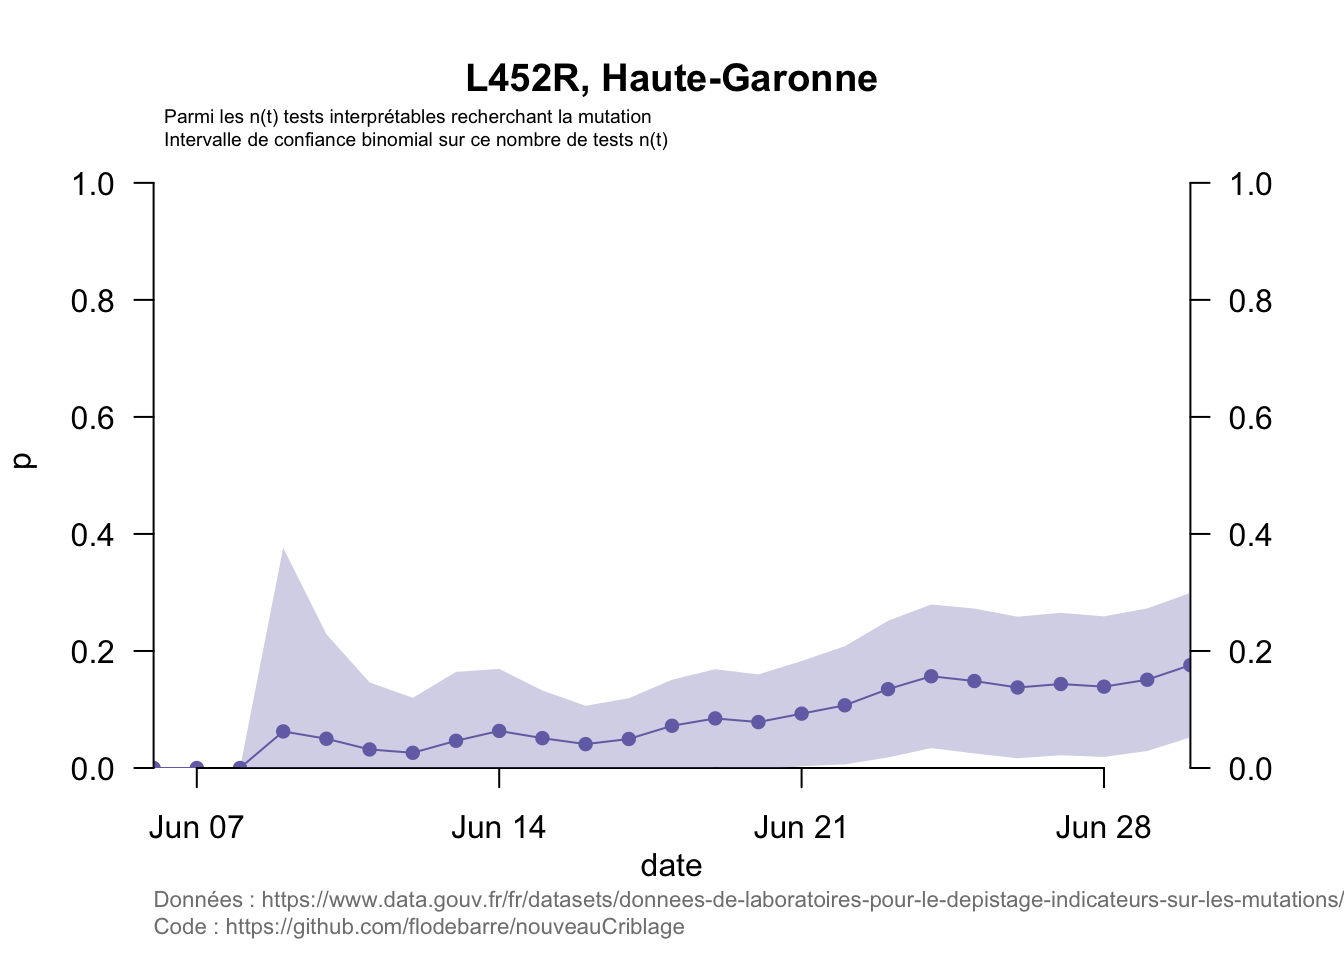 L452R, Haute-Garonne
Parmi les n(t) tests interprétables recherchant la mutation
Intervalle de confiance binomial sur ce nombre de tests n(t)
1.0 1.0
0.8 0.8
0.6 0.6
p
0.4 0.4
0.2 0.2
0.0 0.0
Jun 07 Jun 14 Jun 21 Jun 28
date
Données : https://www.data.gouv.fr/fr/datasets/donnees-de-laboratoires-pour-le-depistage-indicateurs-sur-les-mutations/
Code : https://github.com/flodebarre/nouveauCriblage